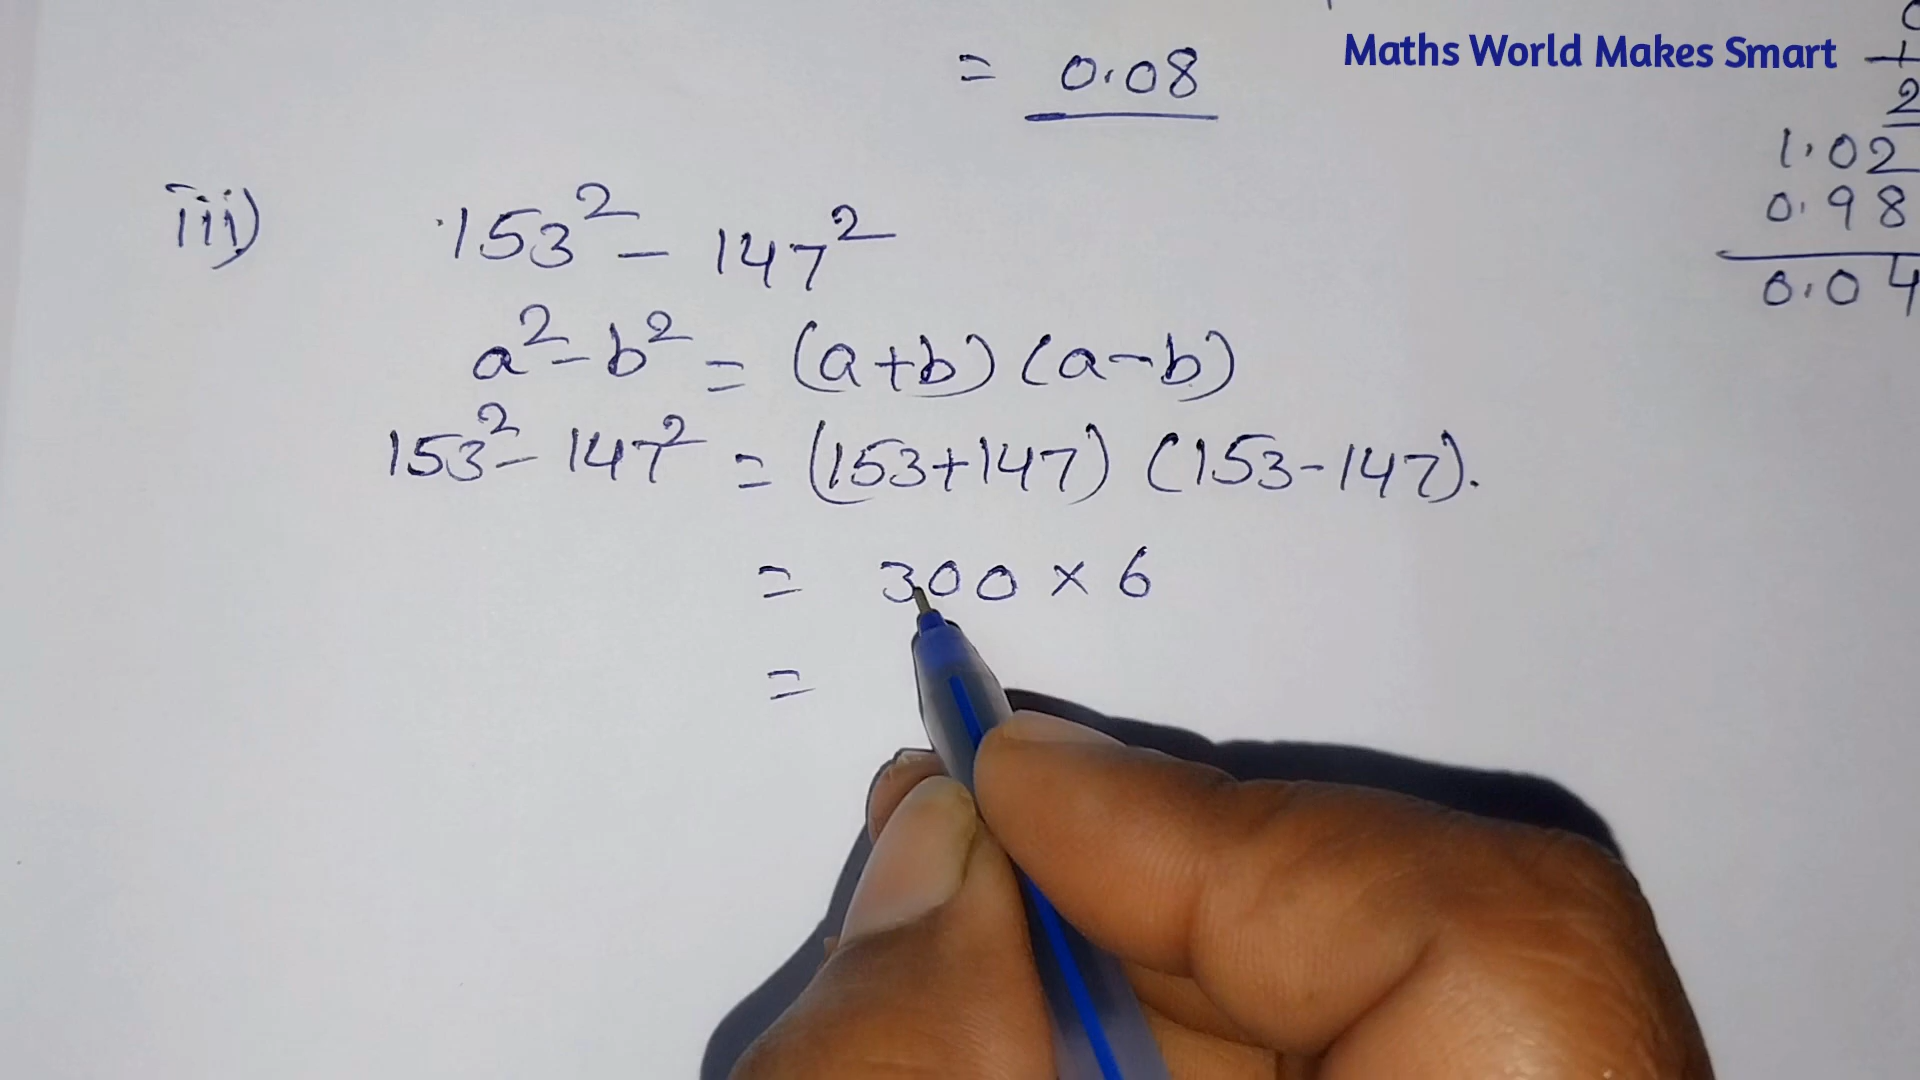 = 0.08
Maths World Makes Smart
+
2
1.02
0.98
0.04
iii) 153² - 147²
a² - b² = (a+b) (a-b)
153² - 147² = (153+147) (153-147).
= 300 × 6
=